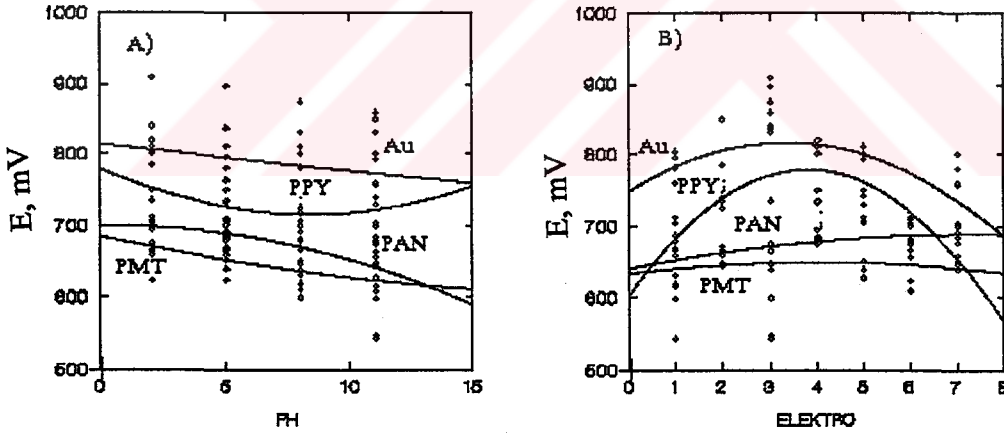 A)
E, mV
1000
900
800
700
600
500
Au
PPY
PAN
PMT
0 5 10 15
PH
B)
E, mV
1000
900
800
700
600
500
Au
PPY
PAN
PMT
0 1 2 3 4 5 6 7 8
ELEKTRO